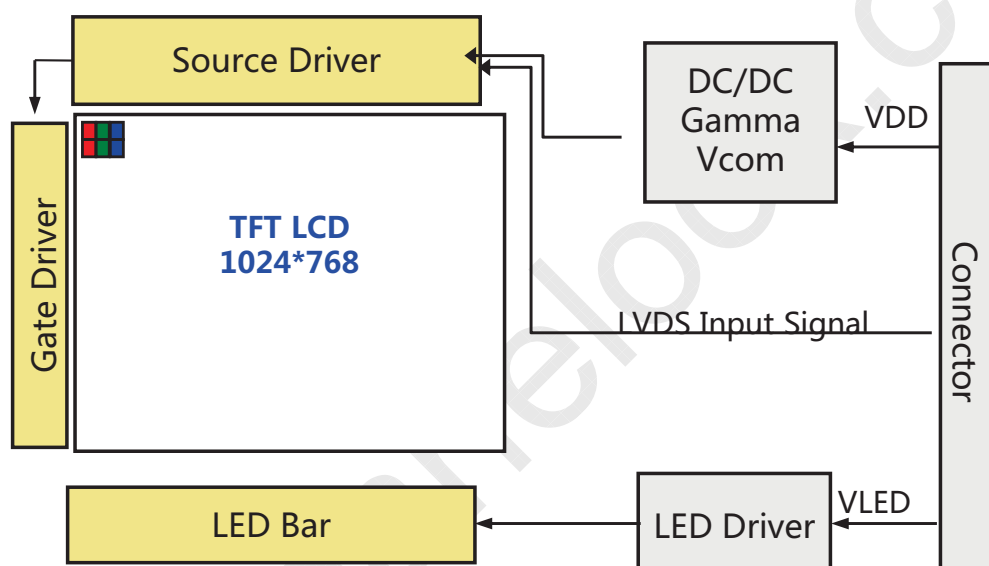 Source Driver
DC/DC
Gamma
Vcom
VDD
Gate Driver
TFT LCD
1024*768
Connector
LVDS Input Signal
LED Bar
LED Driver
VLED